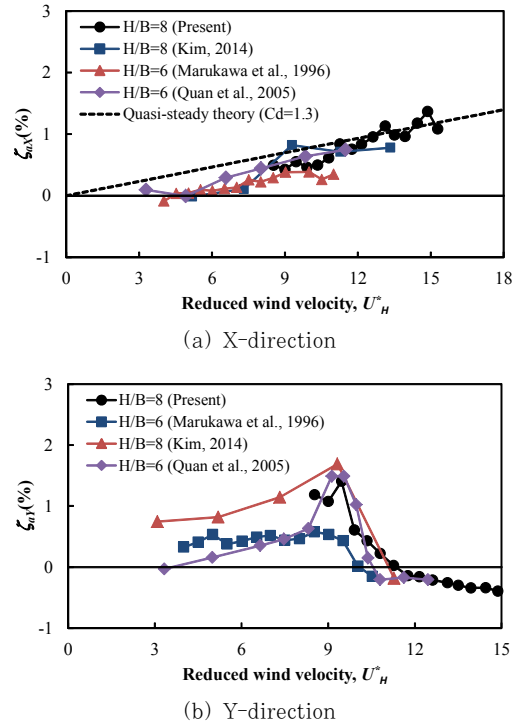 3
H/B=8 (Present)
H/B=8 (Kim, 2014)
H/B=6 (Marukawa et al., 1996)
H/B=6 (Quan et al., 2005)
Quasi-steady theory (Cd=1.3)
2
ζaX(%)
1
0
-1
0 3 6 9 12 15 18
Reduced wind velocity, U*H
(a) X-direction
3
H/B=8 (Present)
H/B=6 (Marukawa et al., 1996)
H/B=8 (Kim, 2014)
H/B=6 (Quan et al., 2005)
2
ζaY(%)
1
0
-1
0 3 6 9 12 15
Reduced wind velocity, U*H
(b) Y-direction